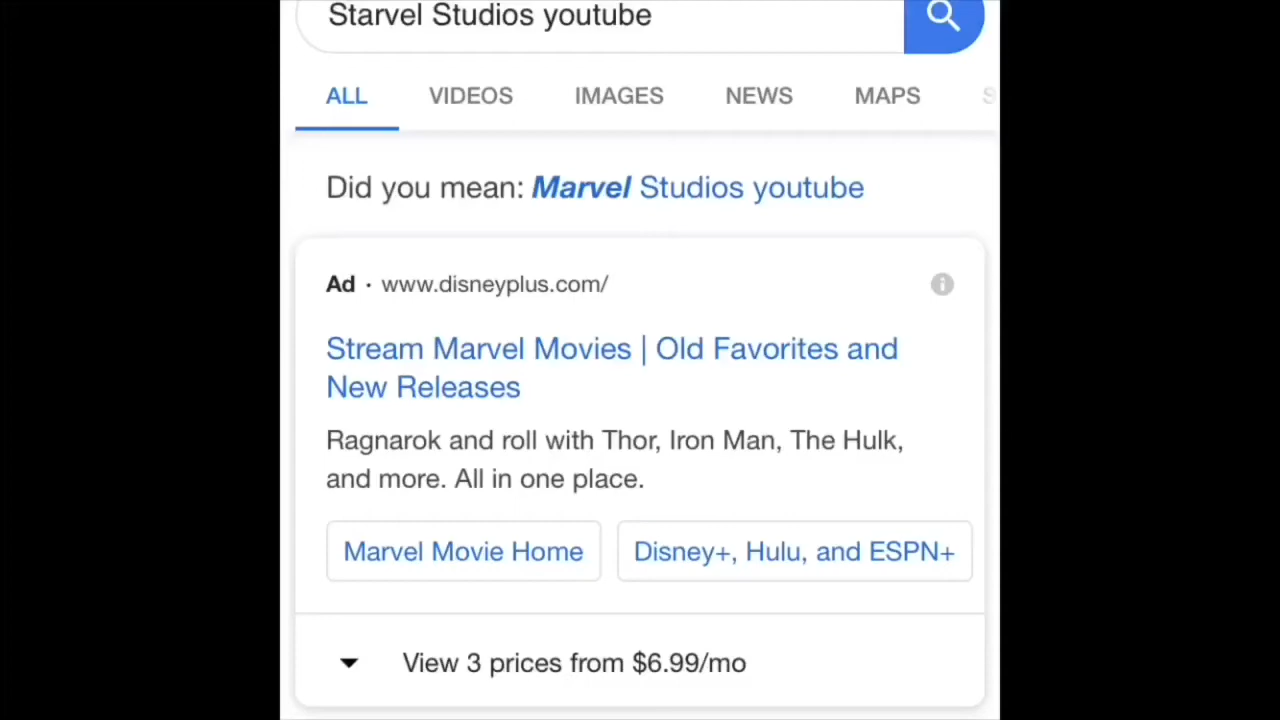 Starvel Studios youtube
ALL VIDEOS IMAGES NEWS MAPS S
Did you mean: Marvel Studios youtube
Ad · www.disneyplus.com/
Stream Marvel Movies | Old Favorites and
New Releases
Ragnarok and roll with Thor, Iron Man, The Hulk,
and more. All in one place.
Marvel Movie Home Disney+, Hulu, and ESPN+
View 3 prices from $6.99/mo